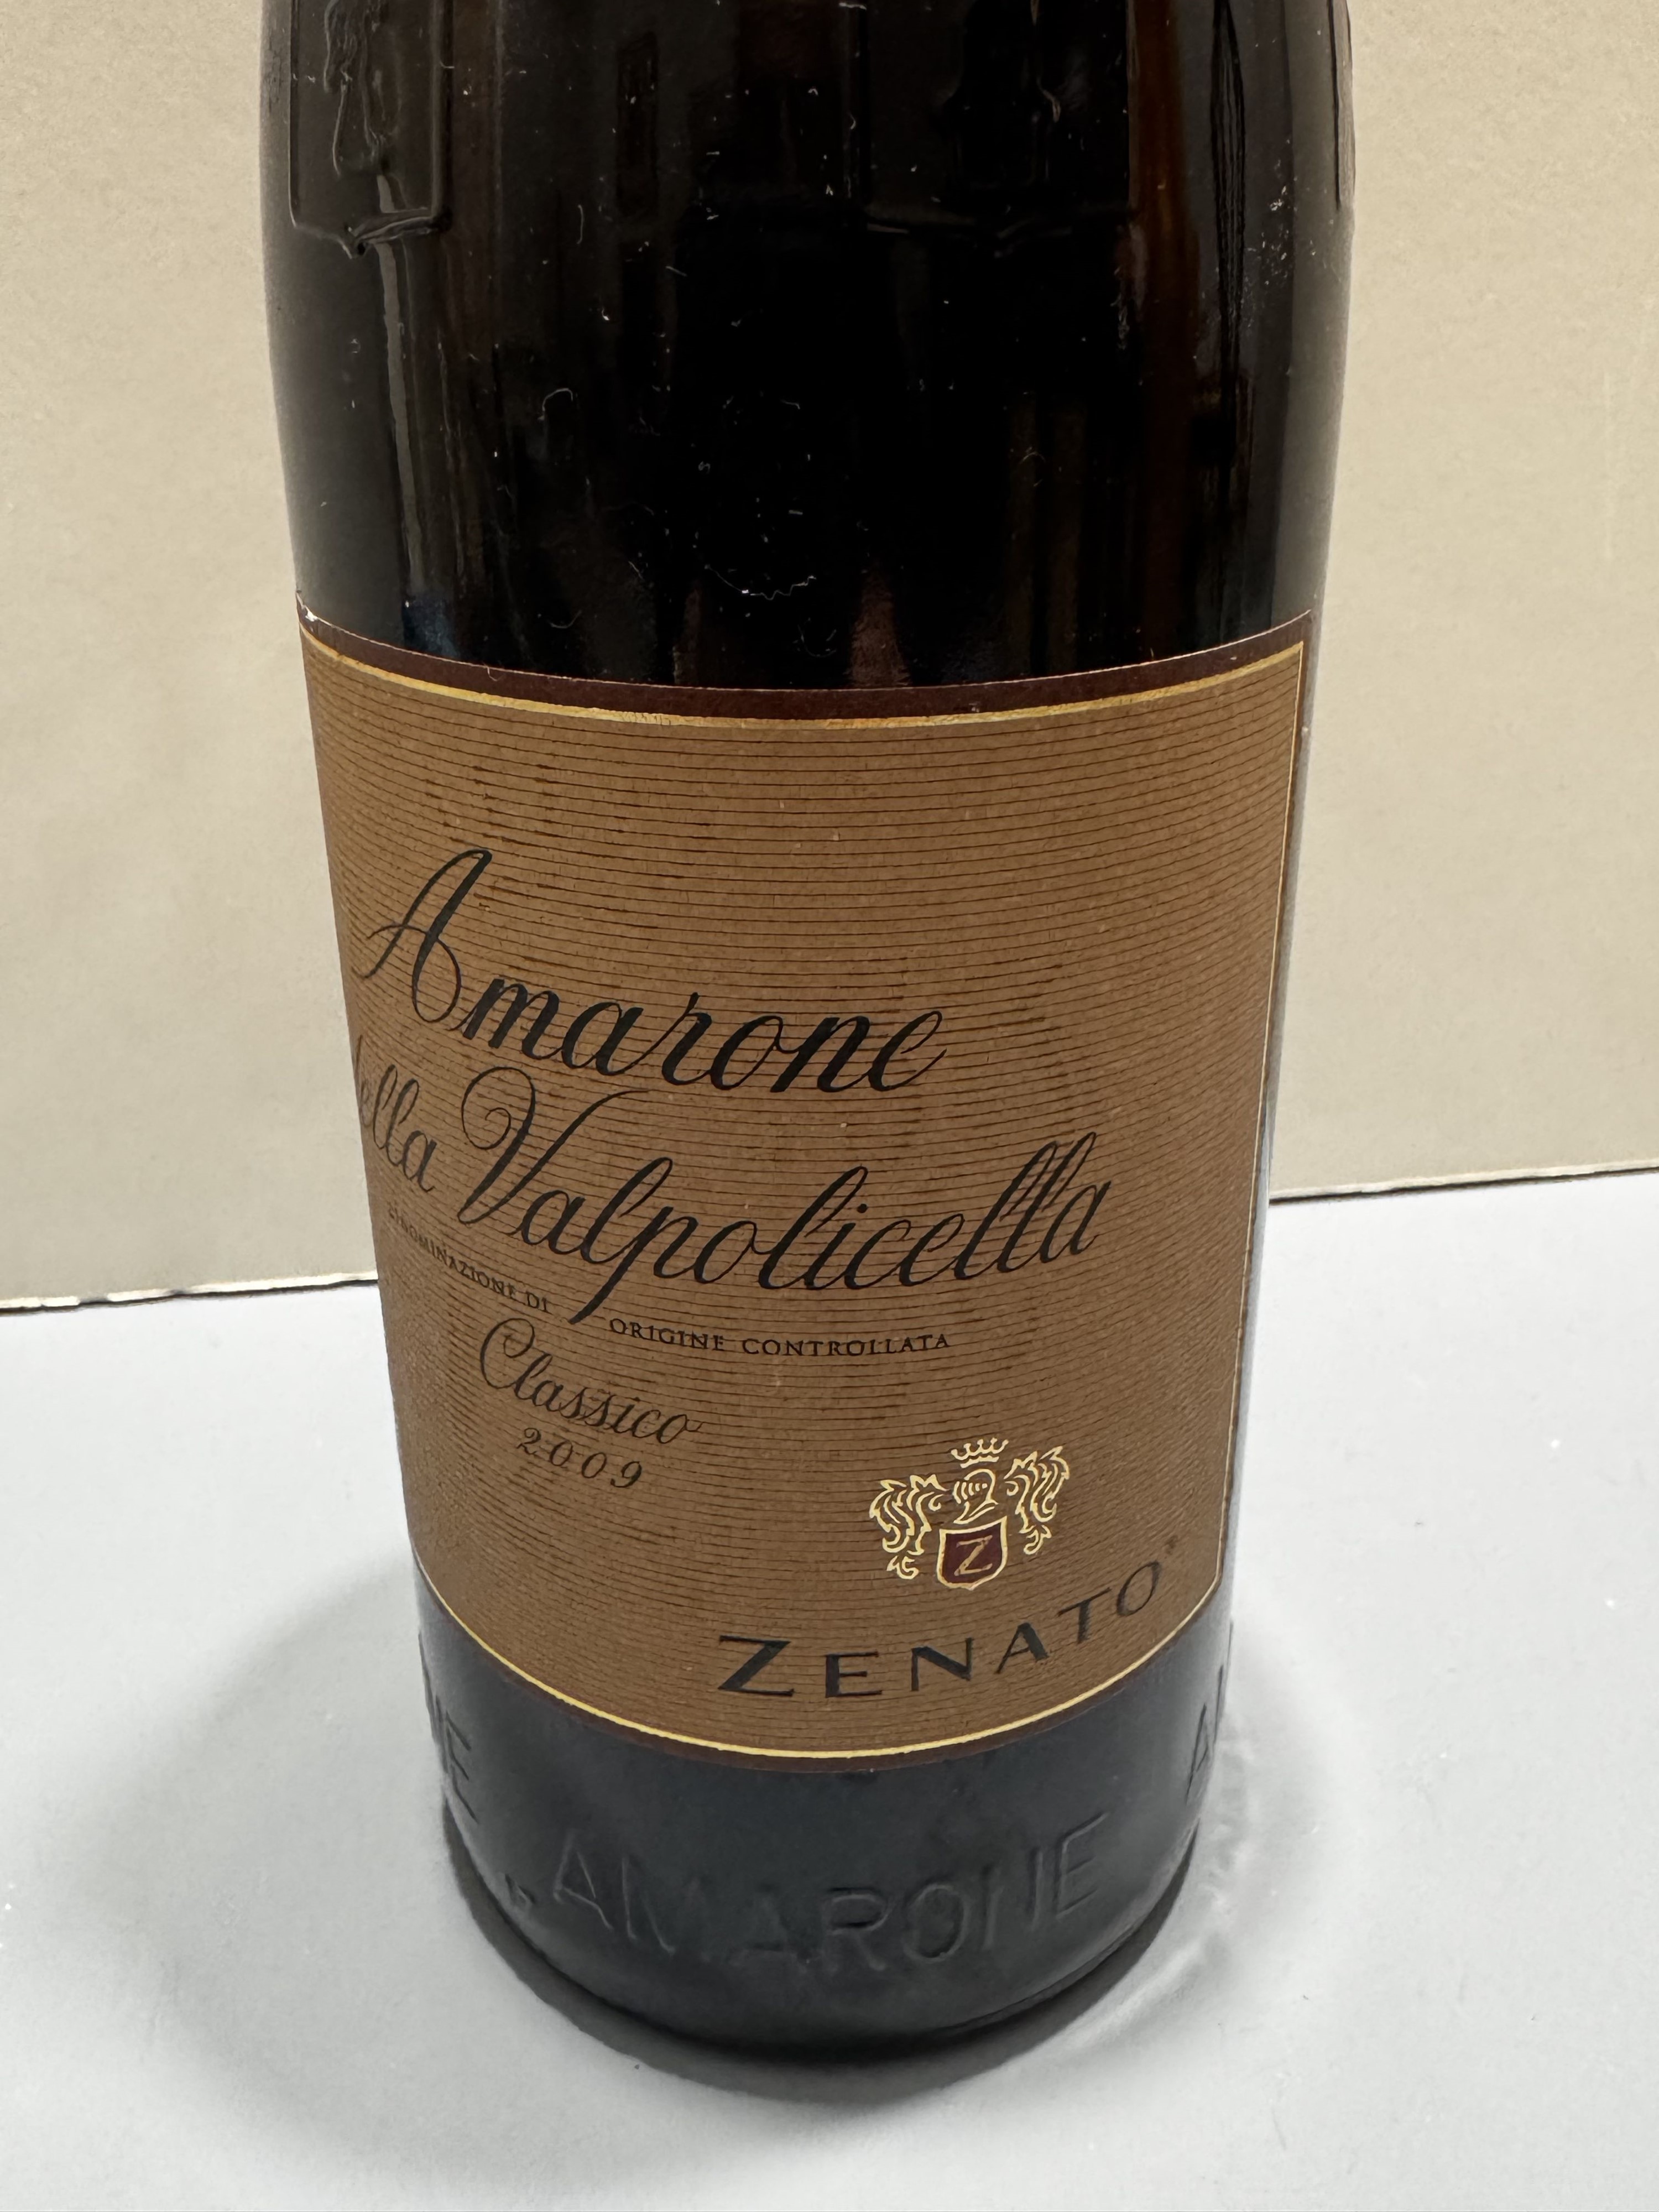 Amarone
della Valpolicella
DENOMINAZIONE DI
ORIGINE CONTROLLATA
Classico
2009
Z
ZENATO
AMARONE